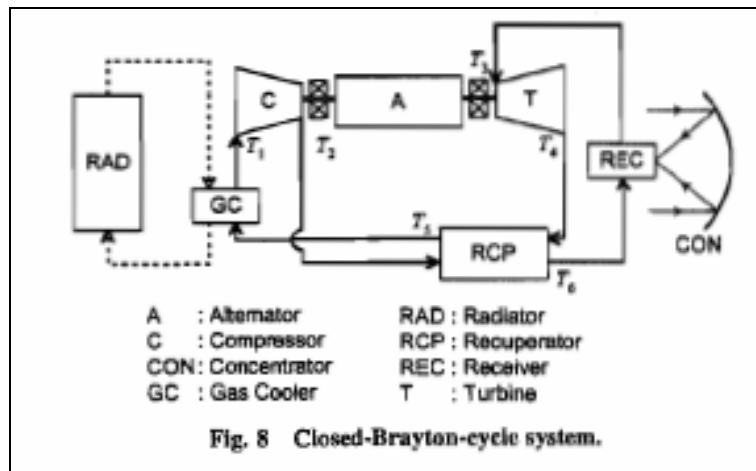 T3
C
A
T
RAD
T1
T2
T4
REC
GC
T5
RCP
T6
CON
A : Alternator
RAD : Radiator
C : Compressor
RCP : Recuperator
CON : Concentrator
REC : Receiver
GC : Gas Cooler
T : Turbine
Fig. 8 Closed-Brayton-cycle system.